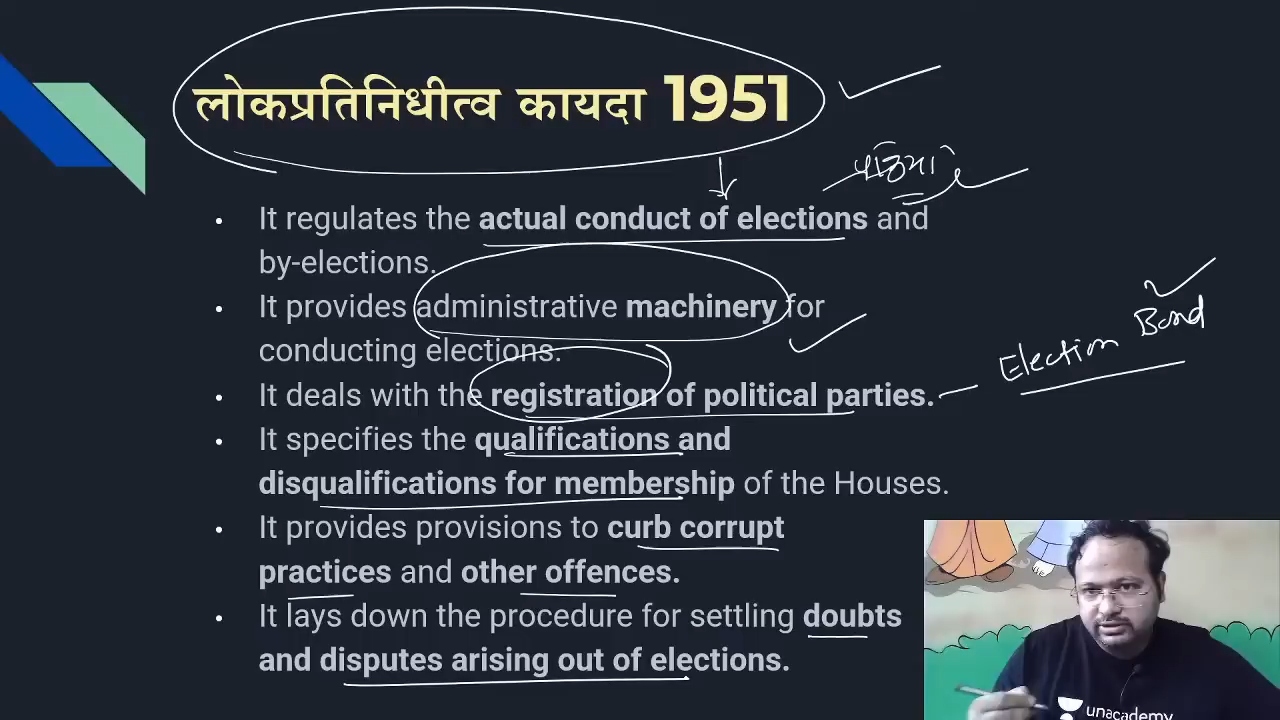 लोकप्रतिनिधीत्व कायदा 1951
It regulates the actual conduct of elections and
by-elections.
It provides administrative machinery for
conducting elections.
It deals with the registration of political parties.
Election Bond
It specifies the qualifications and
disqualifications for membership of the Houses.
It provides provisions to curb corrupt
practices and other offences.
It lays down the procedure for settling doubts
and disputes arising out of elections.
unacademy